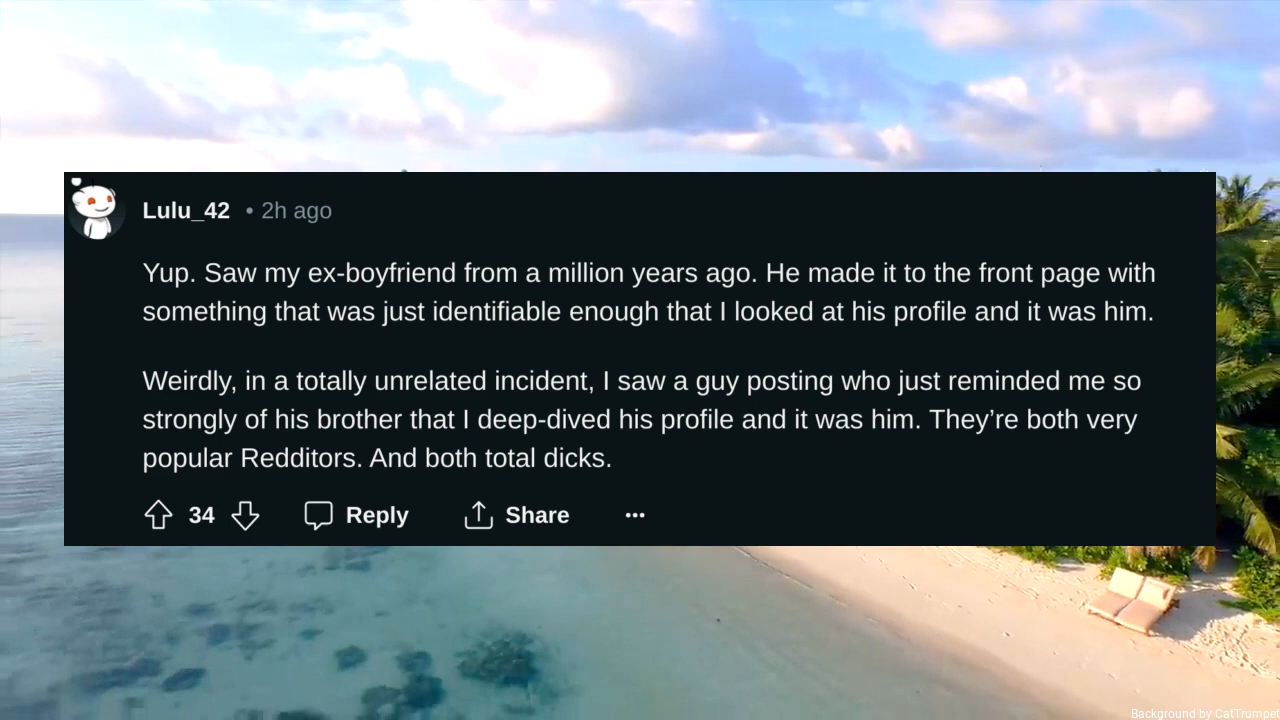 Lulu_42 • 2h ago
Yup. Saw my ex-boyfriend from a million years ago. He made it to the front page with
something that was just identifiable enough that I looked at his profile and it was him.
Weirdly, in a totally unrelated incident, I saw a guy posting who just reminded me so
strongly of his brother that I deep-dived his profile and it was him. They’re both very
popular Redditors. And both total dicks.
34 Reply Share ···
Background by CatTrumpet